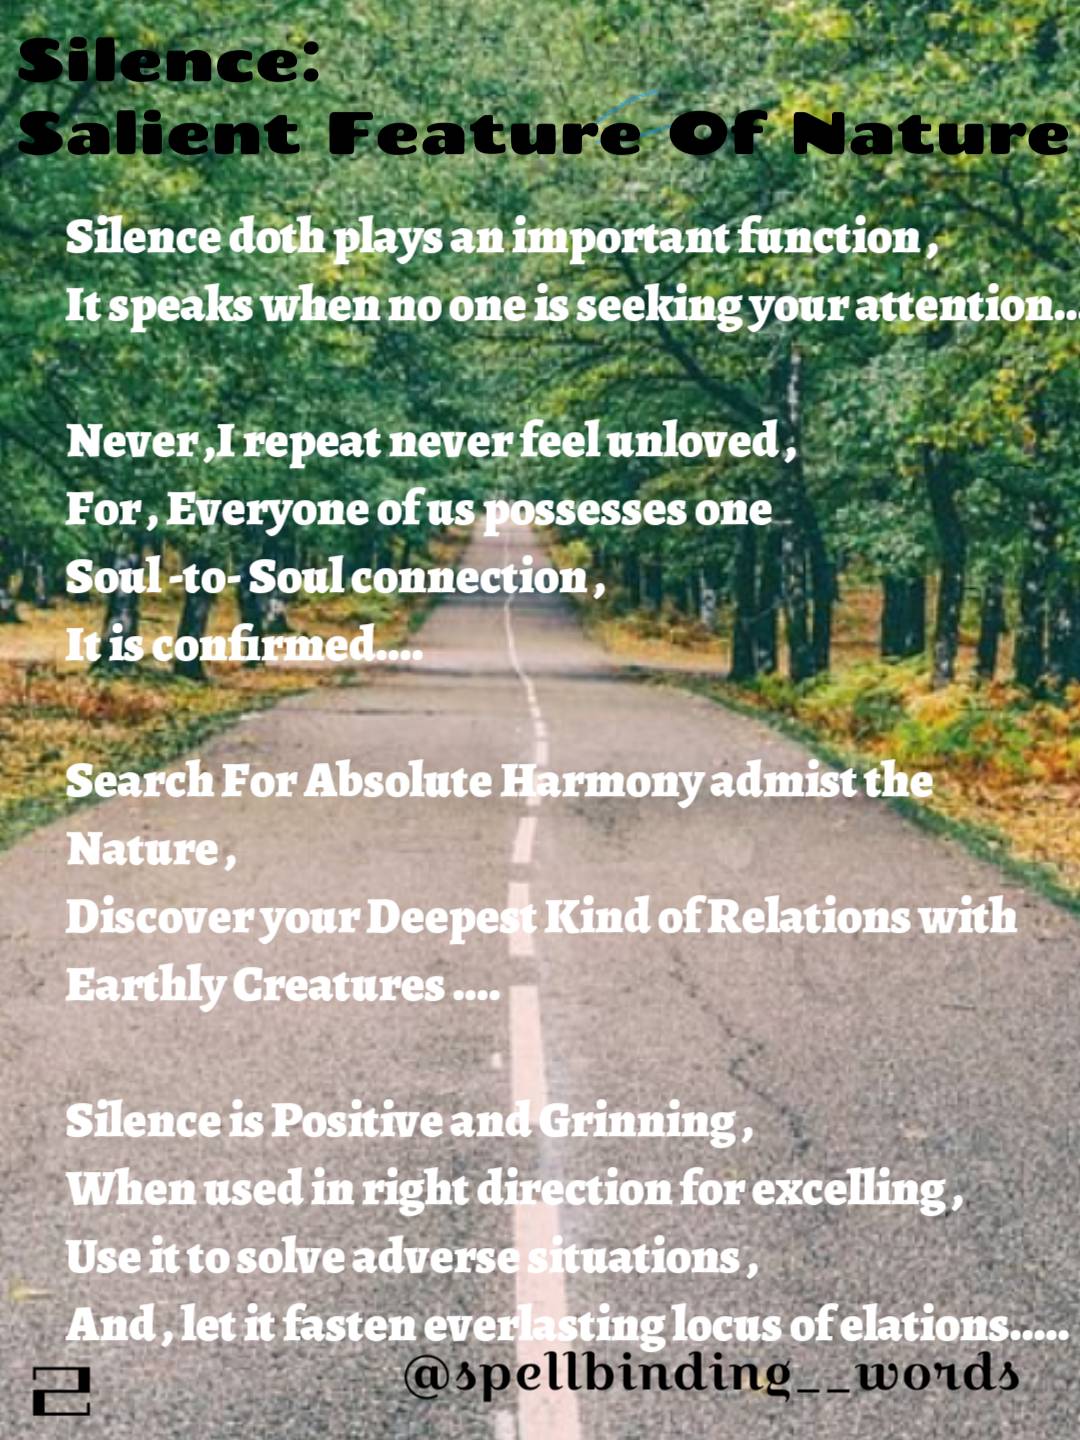 Silence:
Salient Feature Of Nature
Silence doth plays an important function ,
It speaks when no one is seeking your attention...
Never ,I repeat never feel unloved ,
For , Everyone of us possesses one
Soul -to- Soul connection ,
It is confirmed....
Search For Absolute Harmony admist the
Nature ,
Discover your Deepest Kind of Relations with
Earthly Creatures ....
Silence is Positive and Grinning ,
When used in right direction for excelling ,
Use it to solve adverse situations ,
And , let it fasten everlasting locus of elations.....
@spellbinding__words
2